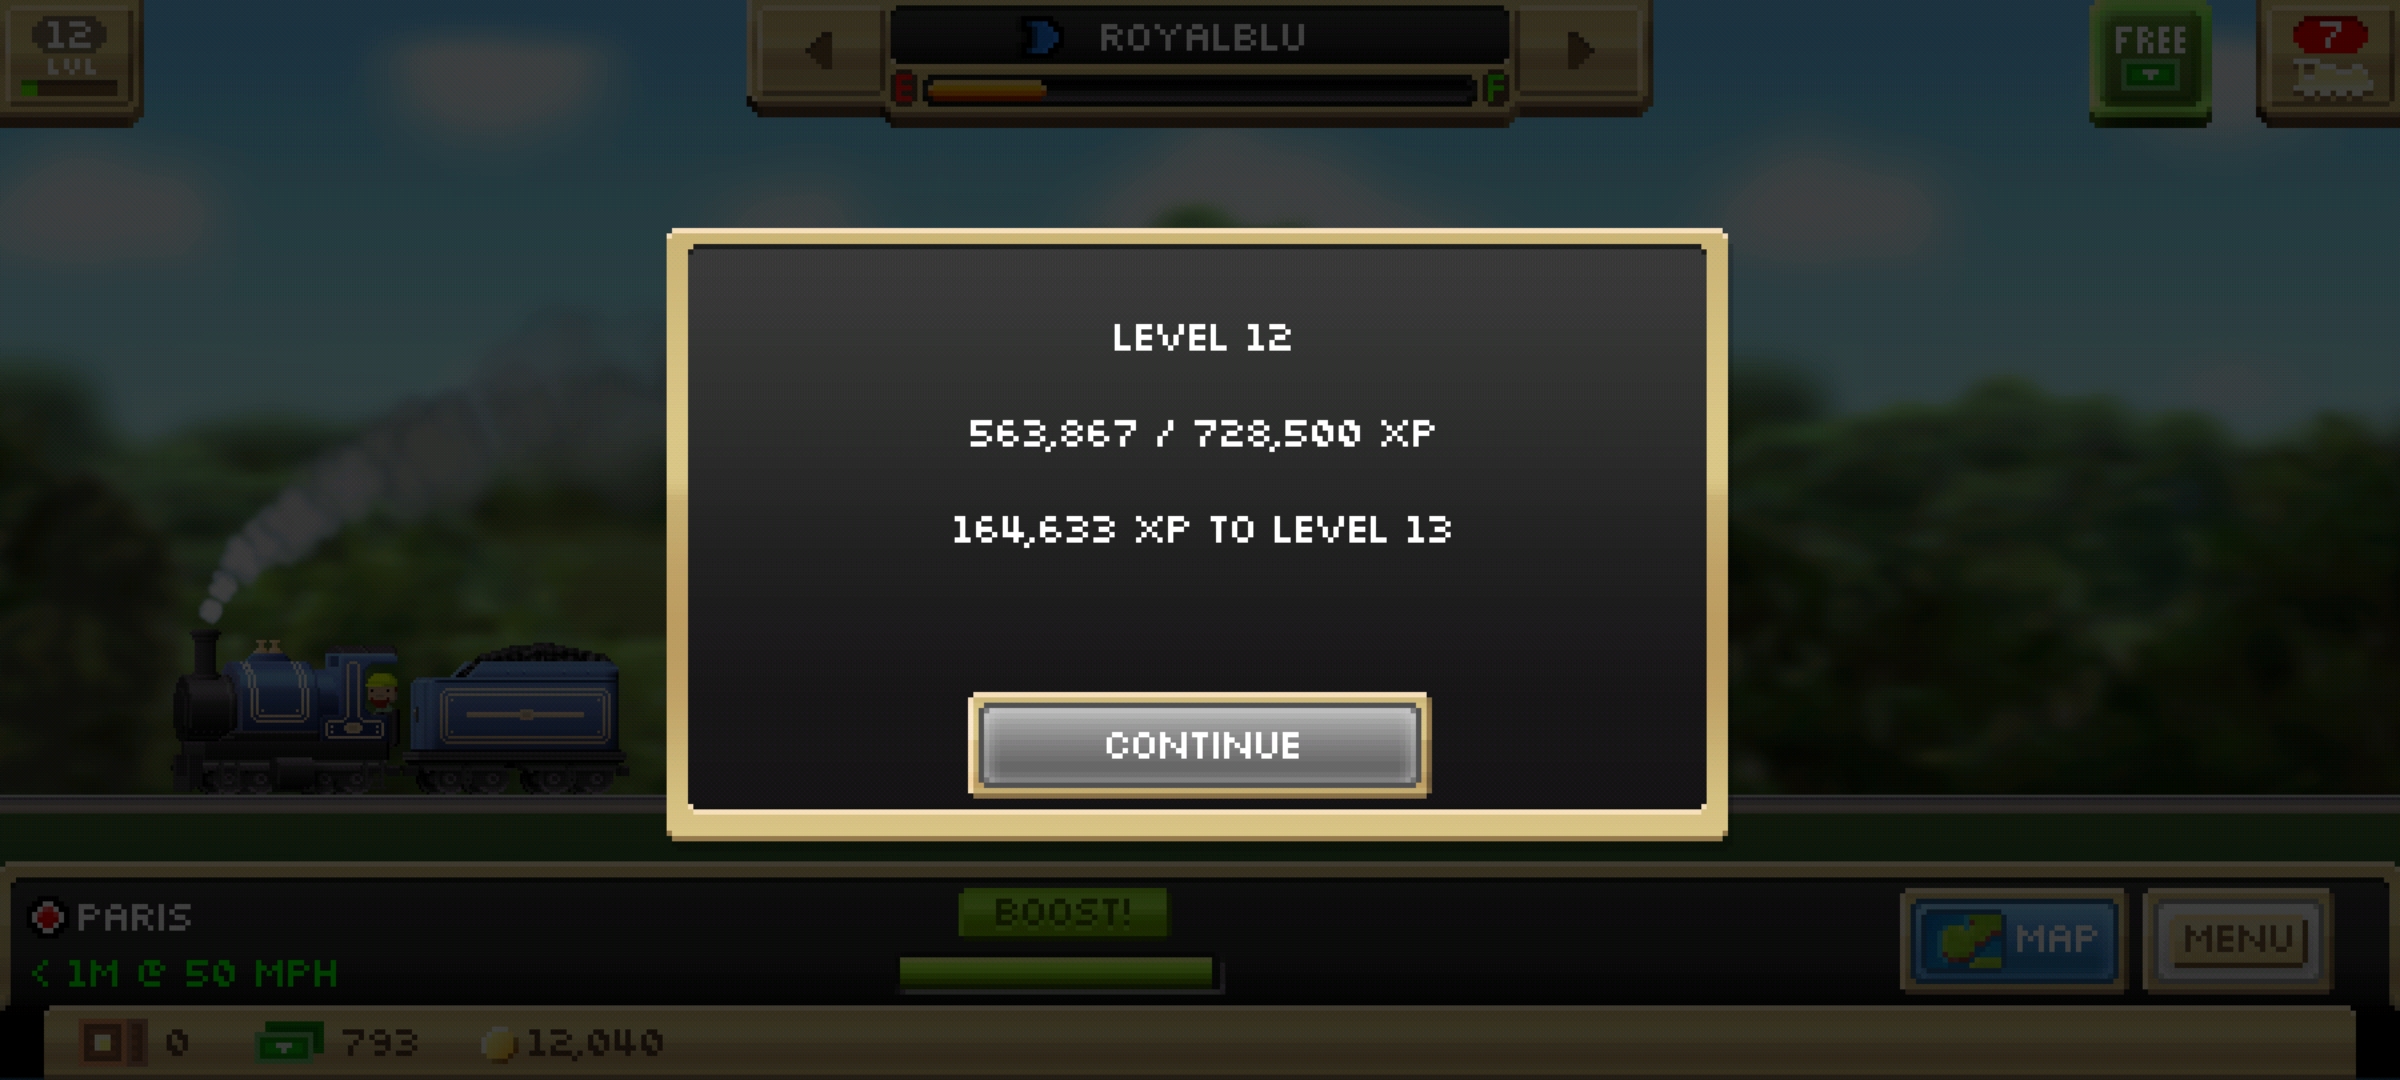 12
LVL
ROYALBLU
E
F
FREE
7
LEVEL 12
563,867 / 728,500 XP
164,633 XP TO LEVEL 13
CONTINUE
PARIS
< 1M @ 50 MPH
BOOST!
MAP
MENU
0
793
12,040